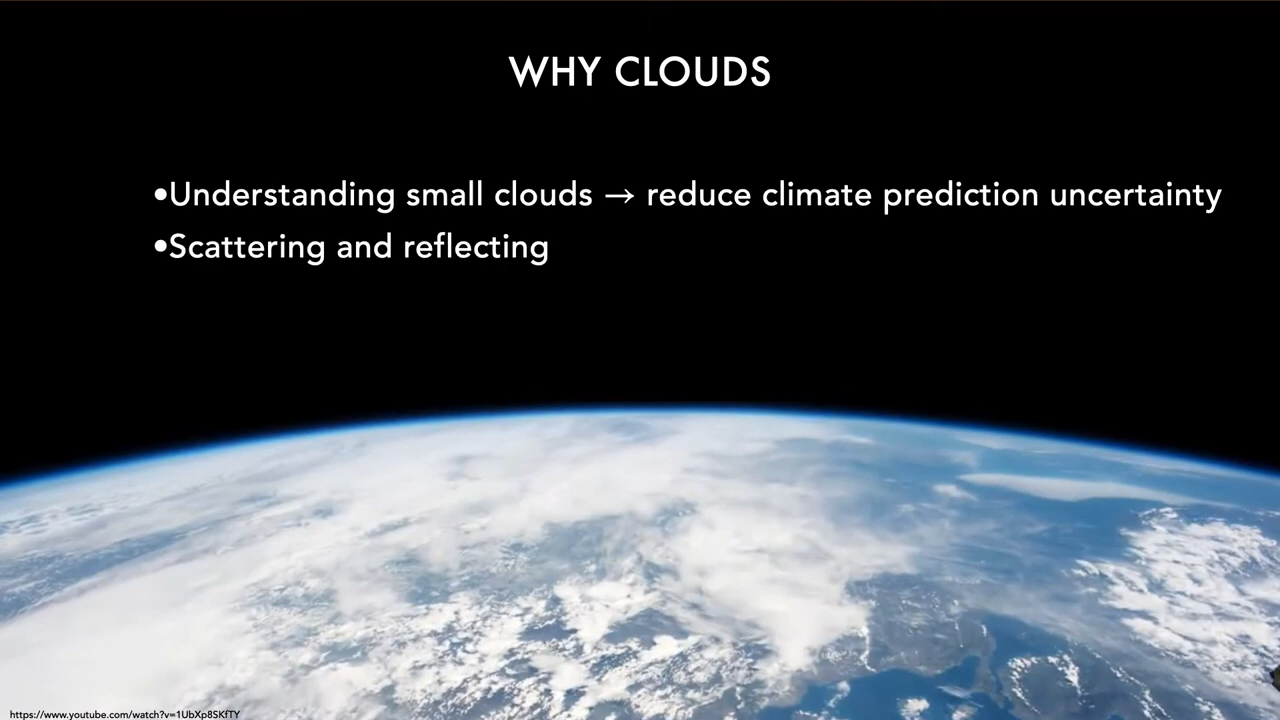 WHY CLOUDS
•Understanding small clouds → reduce climate prediction uncertainty
•Scattering and reflecting
https://www.youtube.com/watch?v=1UbXp8SKfTY